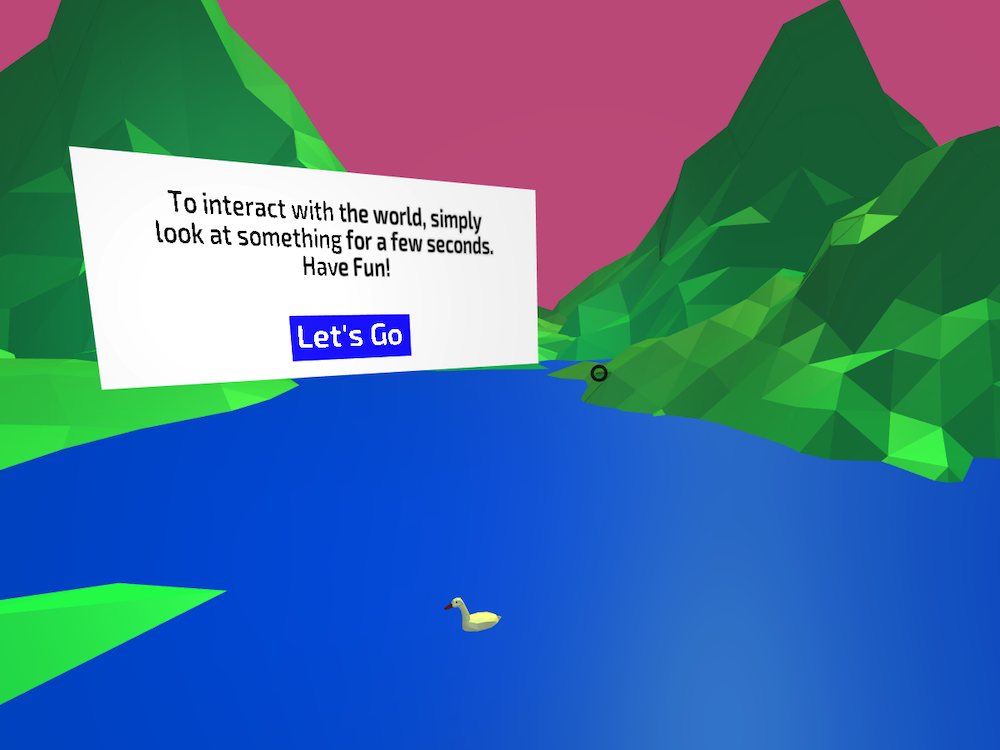 To interact with the world, simply
look at something for a few seconds.
Have Fun!
Let's Go